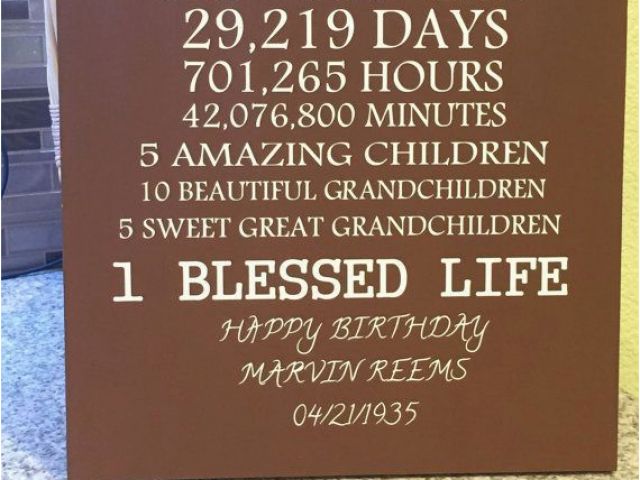 29,219 DAYS
701,265 HOURS
42,076,800 MINUTES
5 AMAZING CHILDREN
10 BEAUTIFUL GRANDCHILDREN
5 SWEET GREAT GRANDCHILDREN
1 BLESSED LIFE
HAPPY BIRTHDAY
MARVIN REEMS
04/21/1935